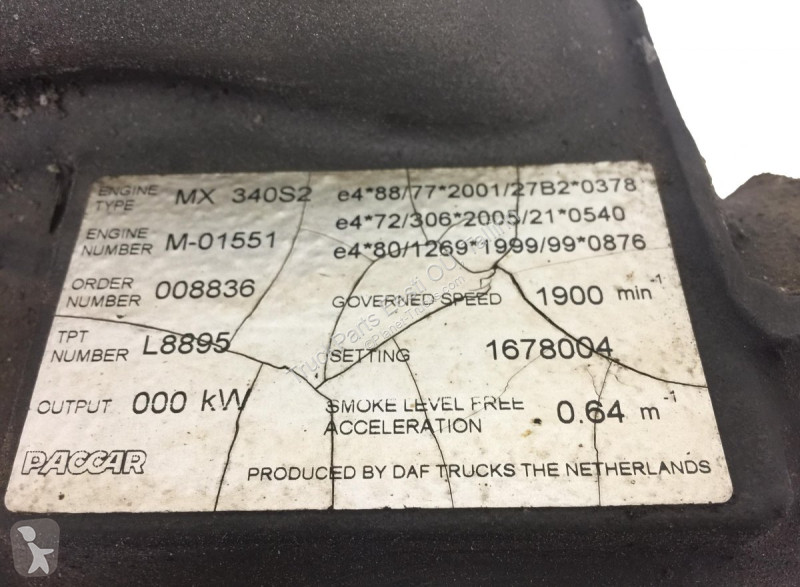 ENGINE TYPE MX 340S2 e4*88/77*2001/27B2*0378
e4*72/306*2005/21*0540
ENGINE NUMBER M-01551 e4*80/1269*1999/99*0876
ORDER NUMBER 008836 GOVERNED SPEED 1900 min-1
TPT NUMBER L8895 SETTING 1678004
OUTPUT 000 kW SMOKE LEVEL FREE ACCELERATION 0.64 m-1
PACCAR PRODUCED BY DAF TRUCKS THE NETHERLANDS